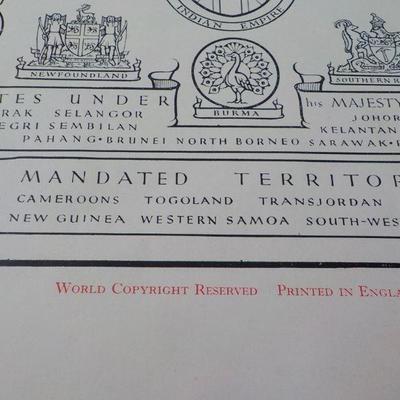 INDIAN EMPIRE
NEWFOUNDLAND
SOUTHERN R
BURMA
TES UNDER his MAJESTY
RAK SELANGOR JOHOR
EGRI SEMBILAN KELANTAN
PAHANG·BRUNEI NORTH BORNEO SARAWAK·
MANDATED TERRITOR
CAMEROONS TOGOLAND TRANSJORDAN
NEW GUINEA WESTERN SAMOA SOUTH-WES
WORLD COPYRIGHT RESERVED PRINTED IN ENGLA